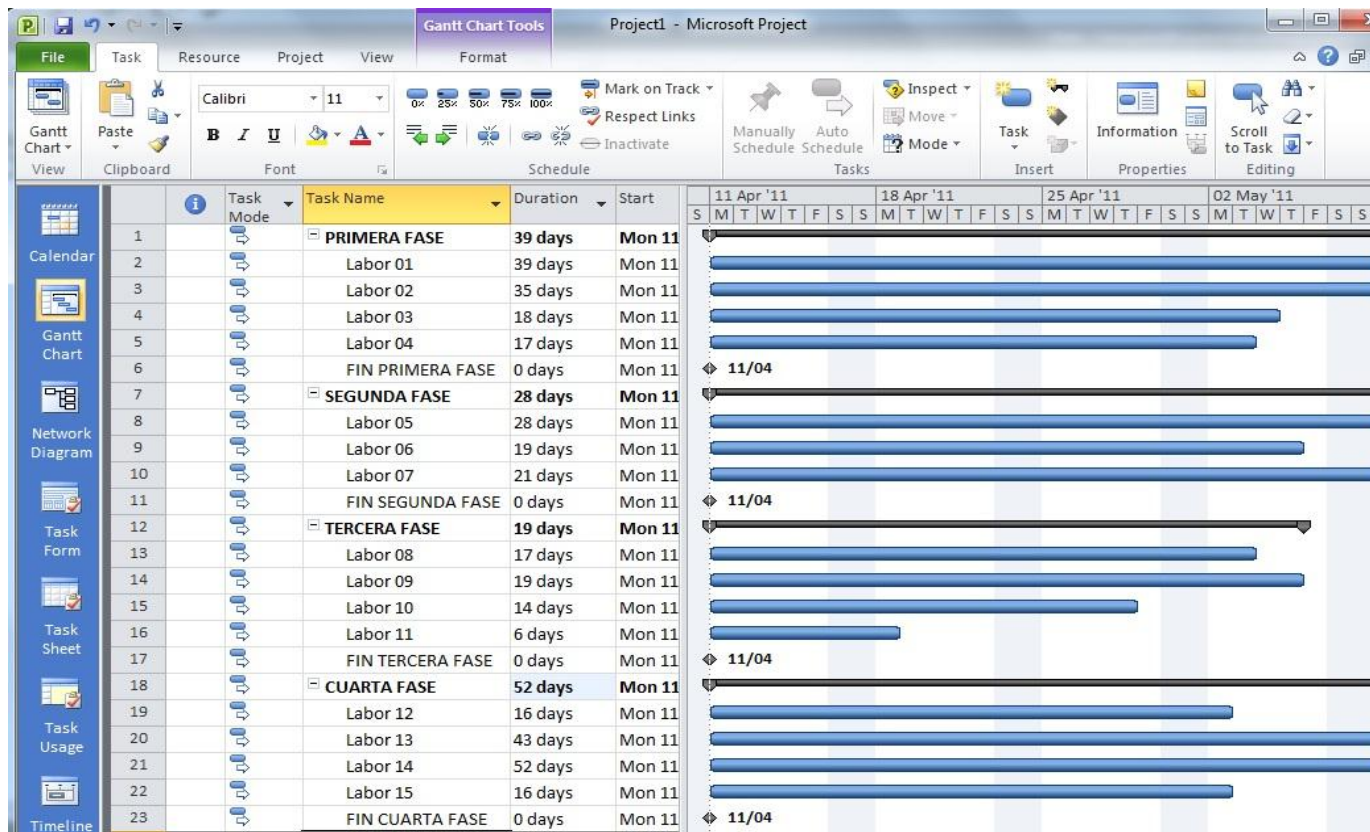 Gantt Chart Tools Project1 - Microsoft Project
File Task Resource Project View Format
Calibri 11 0% 25% 50% 75% 100% Mark on Track Inspect
Respect Links Move
Gantt Chart Paste B I U A Inactivate Manually Schedule Auto Schedule Mode Task Information Scroll to Task
View Clipboard Font Schedule Tasks Insert Properties Editing
Task Mode Task Name Duration Start 11 Apr '11 18 Apr '11 25 Apr '11 02 May '11
S M T W T F S S M T W T F S S M T W T F S S M T W T F S S
1 PRIMERA FASE 39 days Mon 11
Calendar
2 Labor 01 39 days Mon 11
3 Labor 02 35 days Mon 11
4 Labor 03 18 days Mon 11
Gantt Chart
5 Labor 04 17 days Mon 11
6 FIN PRIMERA FASE 0 days Mon 11 11/04
7 SEGUNDA FASE 28 days Mon 11
8 Labor 05 28 days Mon 11
Network Diagram
9 Labor 06 19 days Mon 11
10 Labor 07 21 days Mon 11
11 FIN SEGUNDA FASE 0 days Mon 11 11/04
12 TERCERA FASE 19 days Mon 11
Task Form
13 Labor 08 17 days Mon 11
14 Labor 09 19 days Mon 11
15 Labor 10 14 days Mon 11
Task Sheet
16 Labor 11 6 days Mon 11
17 FIN TERCERA FASE 0 days Mon 11 11/04
18 CUARTA FASE 52 days Mon 11
19 Labor 12 16 days Mon 11
Task Usage
20 Labor 13 43 days Mon 11
21 Labor 14 52 days Mon 11
22 Labor 15 16 days Mon 11
23 FIN CUARTA FASE 0 days Mon 11 11/04
Timeline